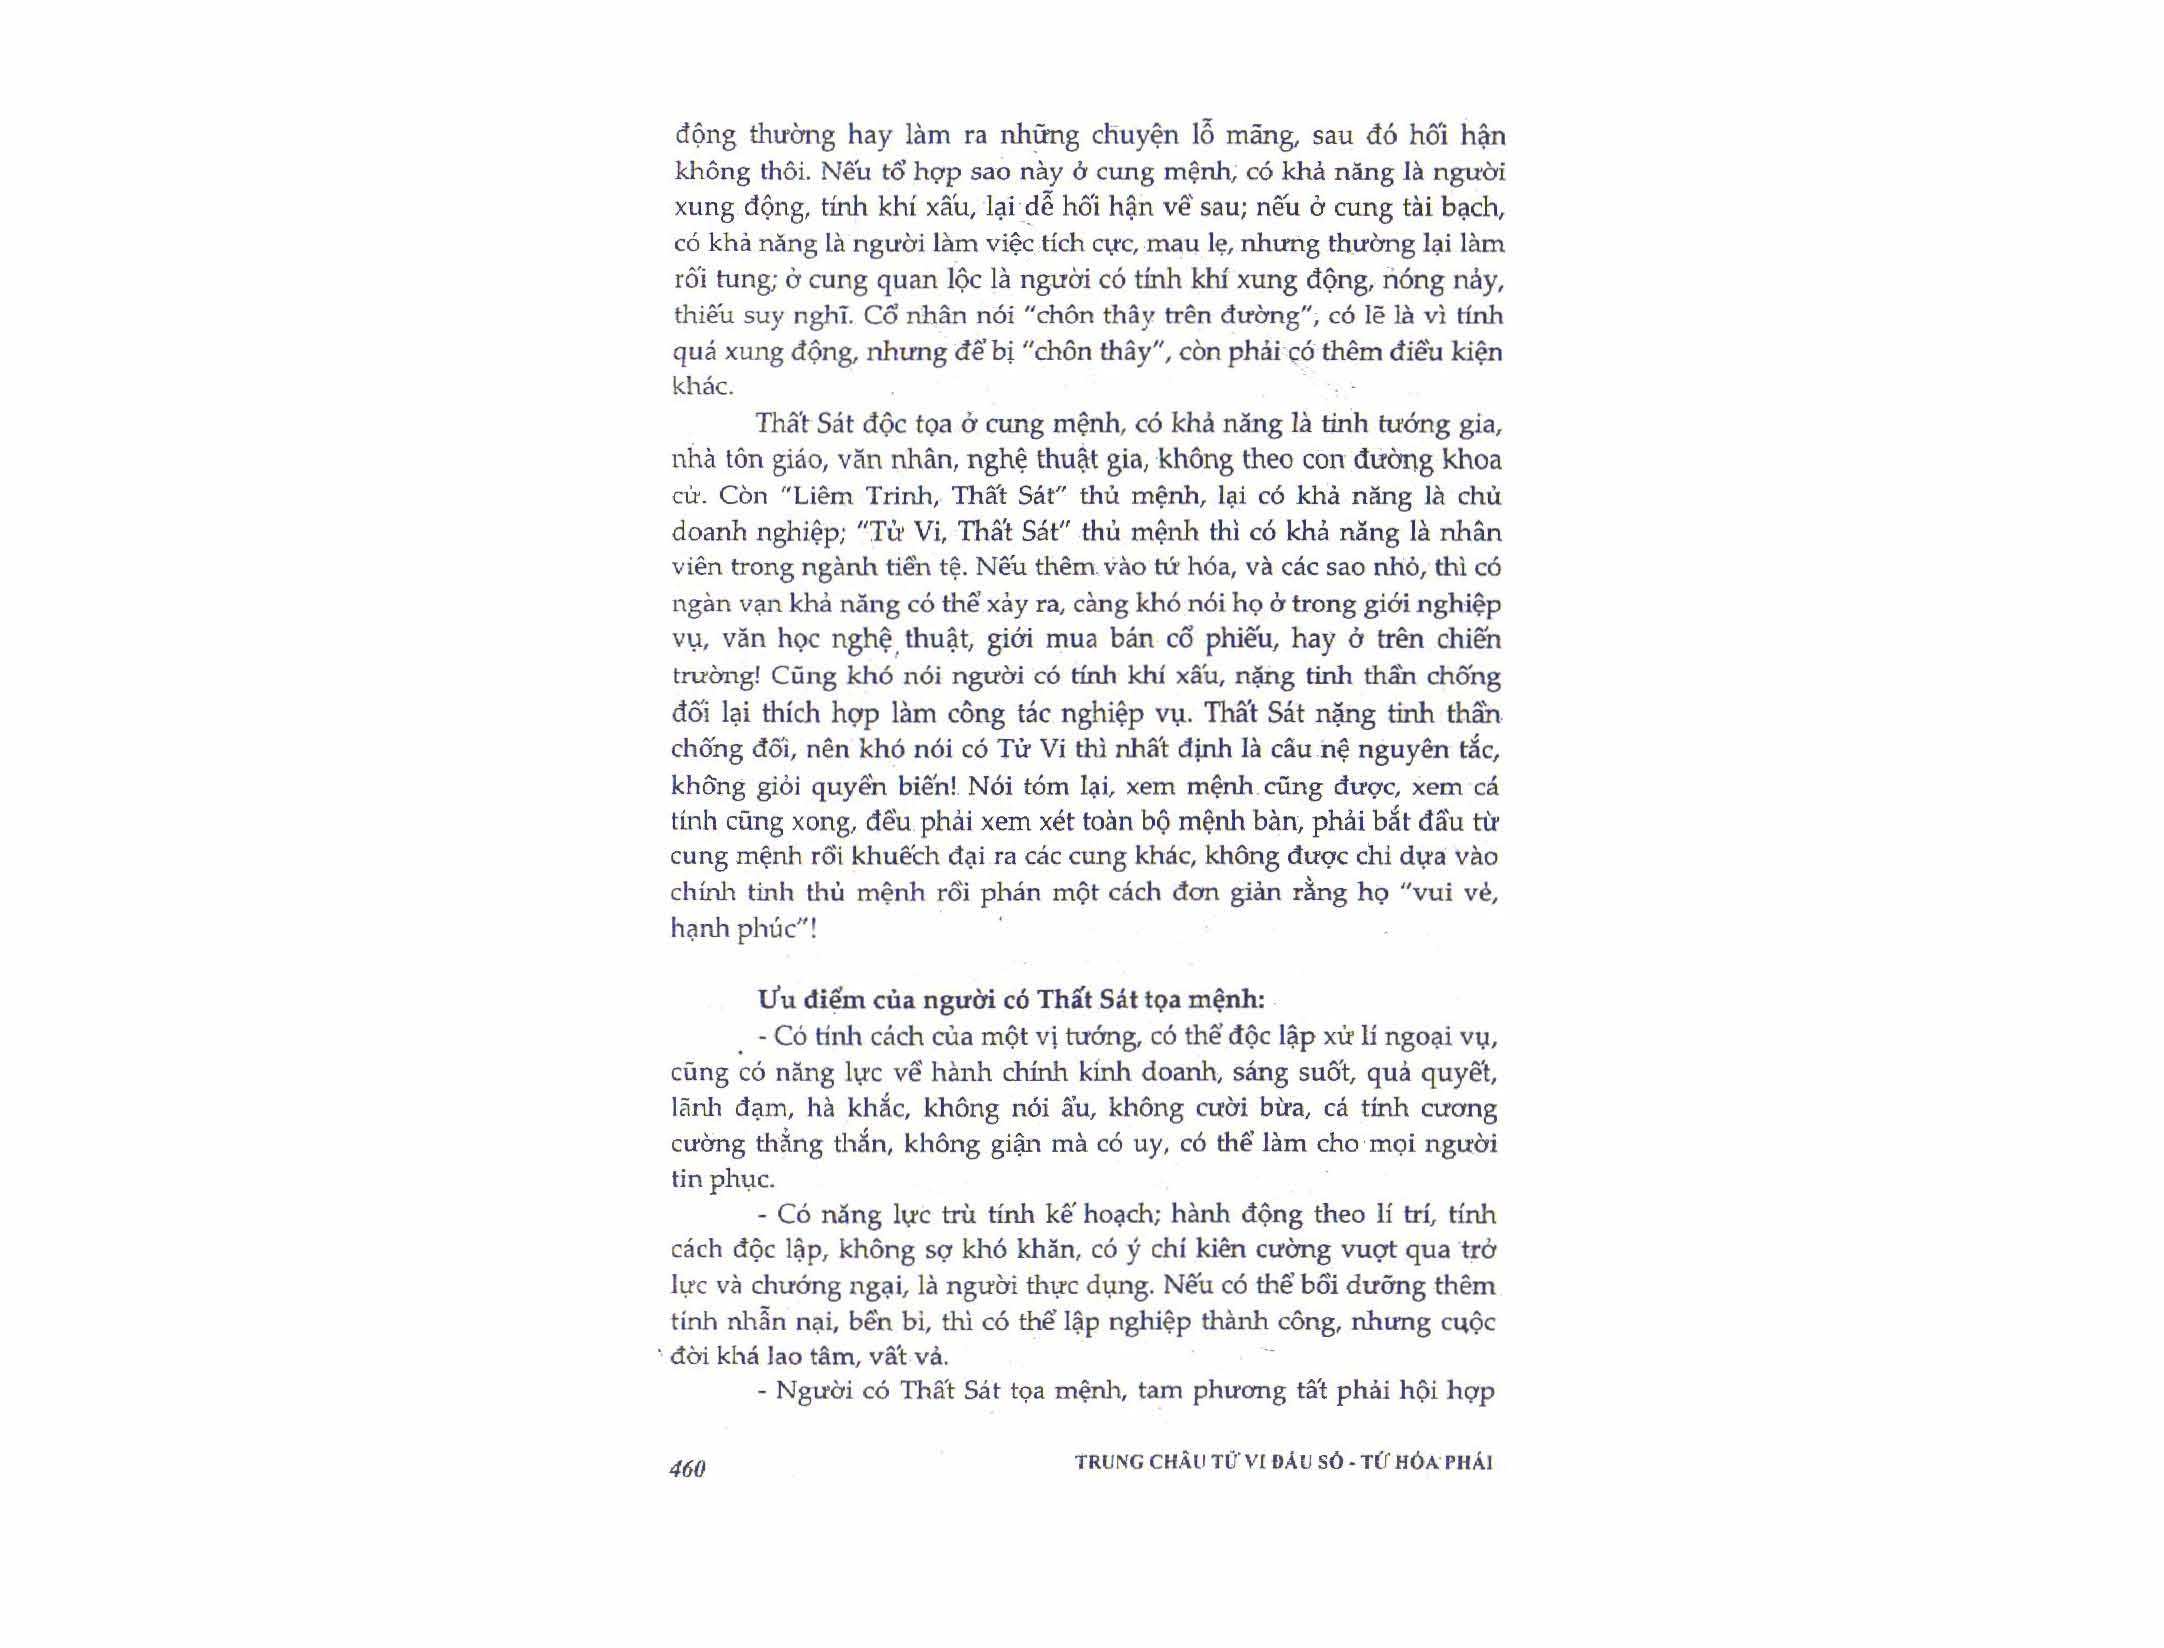 động thường hay làm ra những chuyện lỗ mãng, sau đó hối hận
không thôi. Nếu tổ hợp sao này ở cung mệnh, có khả năng là người
xung động, tính khí xấu, lại dễ hối hận về sau; nếu ở cung tài bạch,
có khả năng là người làm việc tích cực, mau lẹ, nhưng thường lại làm
rối tung; ở cung quan lộc là người có tính khí xung động, nóng nảy,
thiếu suy nghĩ. Cổ nhân nói "chôn thây trên đường", có lẽ là vì tính
quá xung động, nhưng để bị "chôn thây", còn phải có thêm điều kiện
khác.
Thất Sát độc tọa ở cung mệnh, có khả năng là tinh tướng gia,
nhà tôn giáo, văn nhân, nghệ thuật gia, không theo con đường khoa
cử. Còn "Liêm Trinh, Thất Sát" thủ mệnh, lại có khả năng là chủ
doanh nghiệp; "Tử Vi, Thất Sát" thủ mệnh thì có khả năng là nhân
viên trong ngành tiền tệ. Nếu thêm vào tứ hóa, và các sao nhỏ, thì có
ngàn vạn khả năng có thể xảy ra, càng khó nói họ ở trong giới nghiệp
vụ, văn học nghệ thuật, giới mua bán cổ phiếu, hay ở trên chiến
trường! Cũng khó nói người có tính khí xấu, nặng tinh thần chống
đối lại thích hợp làm công tác nghiệp vụ. Thất Sát nặng tinh thần
chống đối, nên khó nói có Tử Vi thì nhất định là câu nệ nguyên tắc,
không giỏi quyền biến! Nói tóm lại, xem mệnh cũng được, xem cá
tính cũng xong, đều phải xem xét toàn bộ mệnh bàn, phải bắt đầu từ
cung mệnh rồi khuếch đại ra các cung khác, không được chỉ dựa vào
chính tinh thủ mệnh rồi phán một cách đơn giản rằng họ "vui vẻ,
hạnh phúc"!
Ưu điểm của người có Thất Sát tọa mệnh:
- Có tính cách của một vị tướng, có thể độc lập xử lí ngoại vụ,
cũng có năng lực về hành chính kinh doanh, sáng suốt, quả quyết,
lãnh đạm, hà khắc, không nói ẩu, không cười bừa, cá tính cương
cường thẳng thắn, không giận mà có uy, có thể làm cho mọi người
tin phục.
- Có năng lực trù tính kế hoạch; hành động theo lí trí, tính
cách độc lập, không sợ khó khăn, có ý chí kiên cường vượt qua trở
lực và chướng ngại, là người thực dụng. Nếu có thể bồi dưỡng thêm
tính nhẫn nại, bền bỉ, thì có thể lập nghiệp thành công, nhưng cuộc
đời khá lao tâm, vất vả.
- Người có Thất Sát tọa mệnh, tam phương tất phải hội hợp
460
TRUNG CHÂU TỬ VI ĐẨU SỐ - TỨ HÓA PHÁI